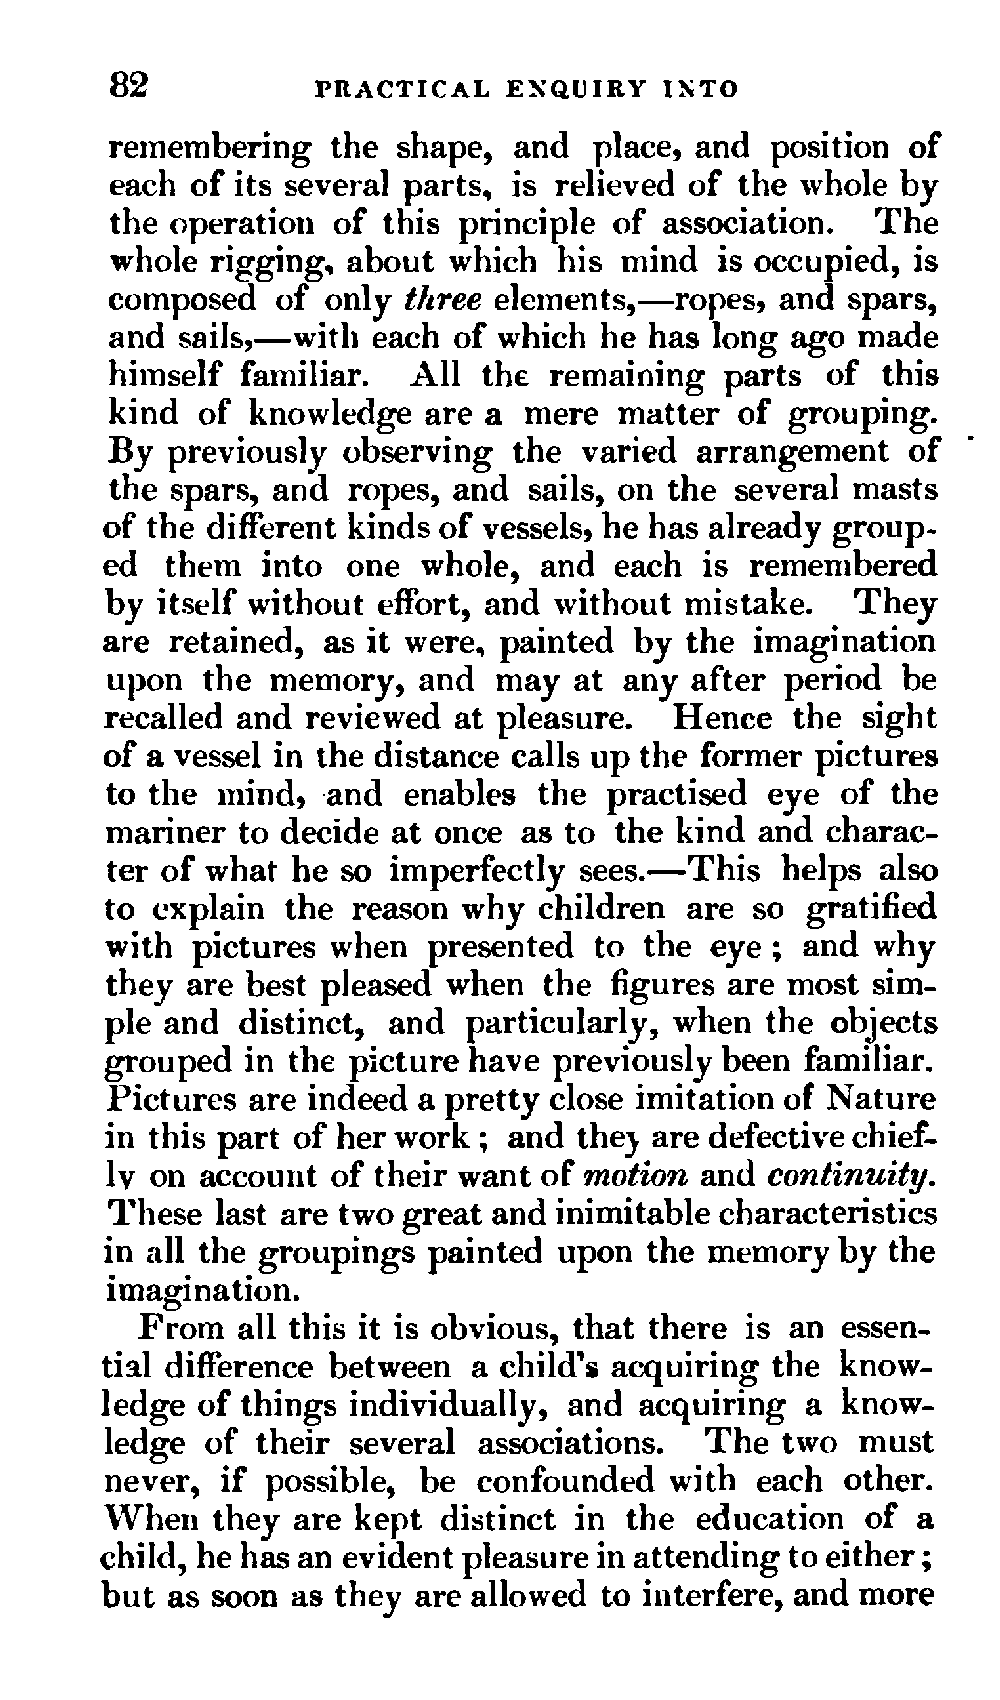 82 PRACTICAL ENQUIRY INTO
remembering the shape, and place, and position of
each of its several parts, is relieved of the whole by
the operation of this principle of association. The
whole rigging, about which his mind is occupied, is
composed of only three elements,—ropes, and spars,
and sails,—with each of which he has long ago made
himself familiar. All the remaining parts of this
kind of knowledge are a mere matter of grouping.
By previously observing the varied arrangement of
the spars, and ropes, and sails, on the several masts
of the different kinds of vessels, he has already group-
ed them into one whole, and each is remembered
by itself without effort, and without mistake. They
are retained, as it were, painted by the imagination
upon the memory, and may at any after period be
recalled and reviewed at pleasure. Hence the sight
of a vessel in the distance calls up the former pictures
to the mind, and enables the practised eye of the
mariner to decide at once as to the kind and charac-
ter of what he so imperfectly sees.—This helps also
to explain the reason why children are so gratified
with pictures when presented to the eye; and why
they are best pleased when the figures are most sim-
ple and distinct, and particularly, when the objects
grouped in the picture have previously been familiar.
Pictures are indeed a pretty close imitation of Nature
in this part of her work; and they are defective chief-
ly on account of their want of motion and continuity.
These last are two great and inimitable characteristics
in all the groupings painted upon the memory by the
imagination.
From all this it is obvious, that there is an essen-
tial difference between a child's acquiring the know-
ledge of things individually, and acquiring a know-
ledge of their several associations. The two must
never, if possible, be confounded with each other.
When they are kept distinct in the education of a
child, he has an evident pleasure in attending to either;
but as soon as they are allowed to interfere, and more